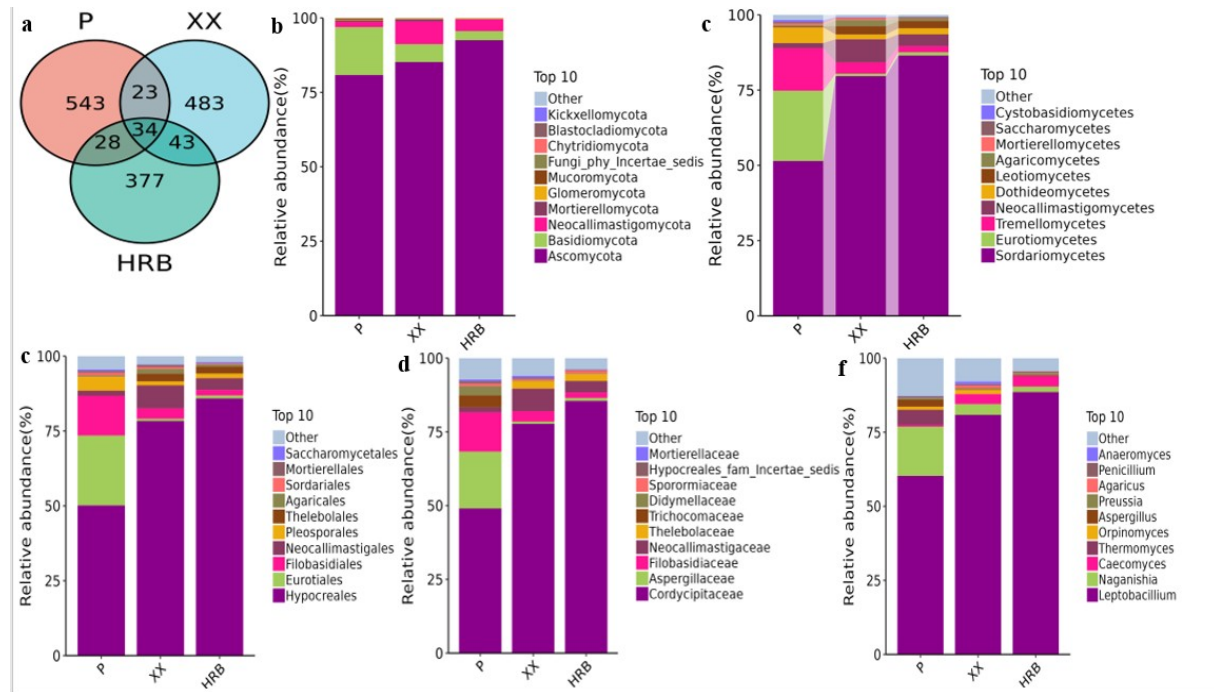 a
P
XX
543
23
483
34
28
43
377
HRB
b
Relative abundance(%)
100
75
50
25
0
P
XX
HRB
Top 10
Other
Kickxellomycota
Blastocladiomycota
Chytridiomycota
Fungi_phy_Incertae_sedis
Mucoromycota
Glomeromycota
Mortierellomycota
Neocallimastigomycota
Basidiomycota
Ascomycota
c
Relative abundance(%)
100
75
50
25
0
P
XX
HRB
Top 10
Other
Cystobasidiomycetes
Saccharomycetes
Mortierellomycetes
Agaricomycetes
Leotiomycetes
Dothideomycetes
Neocallimastigomycetes
Tremellomycetes
Eurotiomycetes
Sordariomycetes
c
Relative abundance(%)
100
75
50
25
0
P
XX
HRB
Top 10
Other
Saccharomycetales
Mortierellales
Sordariales
Agaricales
Thelebolales
Pleosporales
Neocallimastigales
Filobasidiales
Eurotiales
Hypocreales
d
Relative abundance(%)
100
75
50
25
0
P
XX
HRB
Top 10
Other
Mortierellaceae
Hypocreales_fam_Incertae_sedis
Sporormiaceae
Didymellaceae
Trichocomaceae
Thelebolaceae
Neocallimastigaceae
Filobasidiaceae
Aspergillaceae
Cordycipitaceae
f
Relative abundance(%)
100
75
50
25
0
P
XX
HRB
Top 10
Other
Anaeromyces
Penicillium
Agaricus
Preussia
Aspergillus
Orpinomyces
Thermomyces
Caecomyces
Naganishia
Leptobacillium